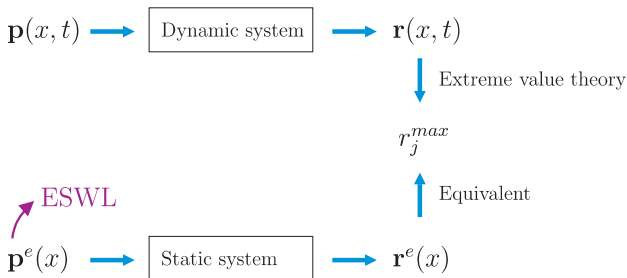 p(x, t) Dynamic system r(x, t)
Extreme value theory
r_j^{max}
ESWL
Equivalent
p^e(x) Static system r^e(x)